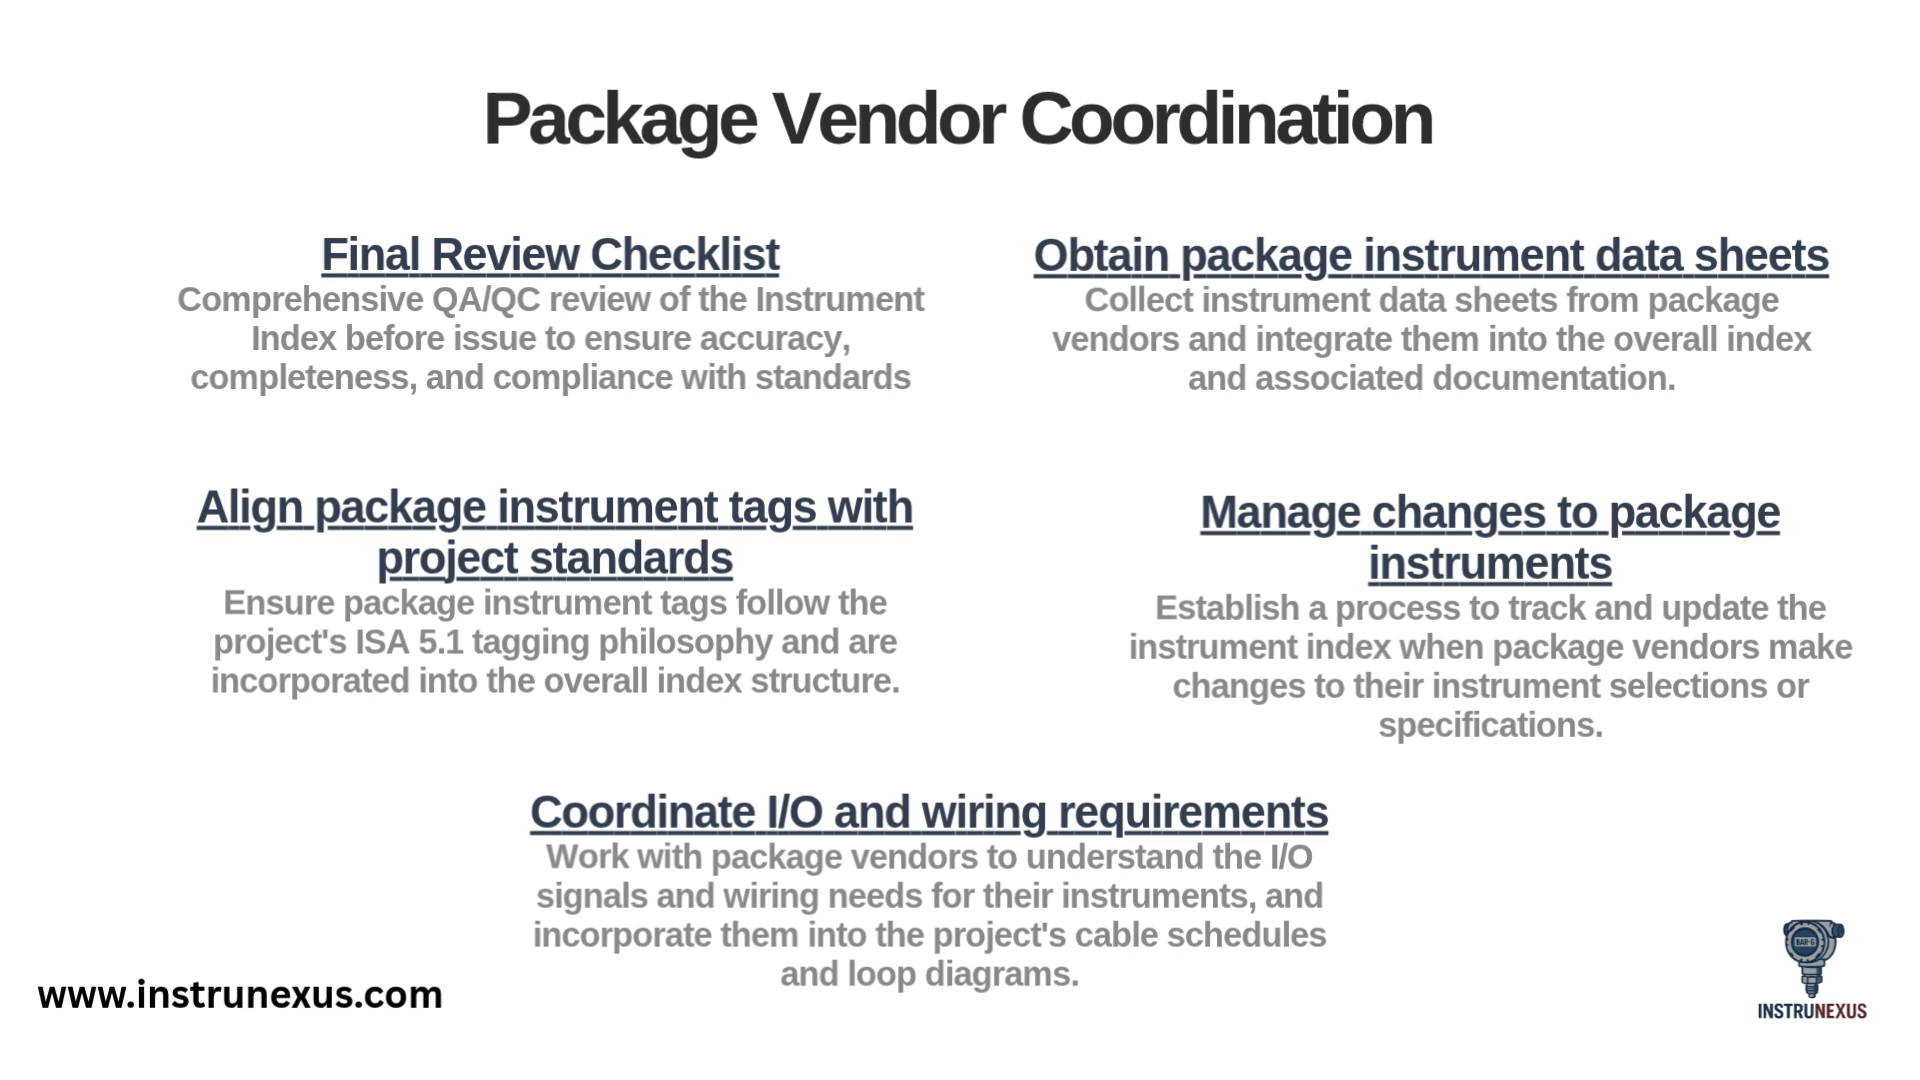 Package Vendor Coordination
Final Review Checklist
Comprehensive QA/QC review of the Instrument
Index before issue to ensure accuracy,
completeness, and compliance with standards
Obtain package instrument data sheets
Collect instrument data sheets from package
vendors and integrate them into the overall index
and associated documentation.
Align package instrument tags with
project standards
Ensure package instrument tags follow the
project's ISA 5.1 tagging philosophy and are
incorporated into the overall index structure.
Manage changes to package
instruments
Establish a process to track and update the
instrument index when package vendors make
changes to their instrument selections or
specifications.
Coordinate I/O and wiring requirements
Work with package vendors to understand the I/O
signals and wiring needs for their instruments, and
incorporate them into the project's cable schedules
and loop diagrams.
www.instrunexus.com
BAR-G
INSTRUNEXUS